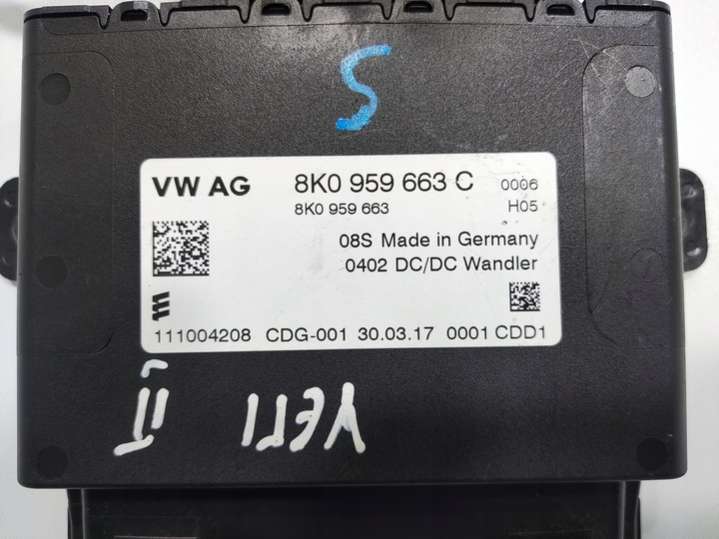 S
VW AG 8K0 959 663 C 0006
8K0 959 663 H05
08S Made in Germany
0402 DC/DC Wandler
111004208 CDG-001 30.03.17 0001 CDD1